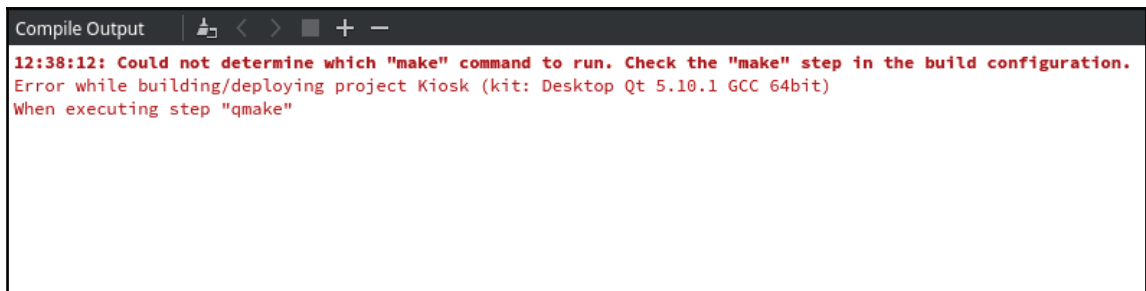 Compile Output
12:38:12: Could not determine which "make" command to run. Check the "make" step in the build configuration.
Error while building/deploying project Kiosk (kit: Desktop Qt 5.10.1 GCC 64bit)
When executing step "qmake"